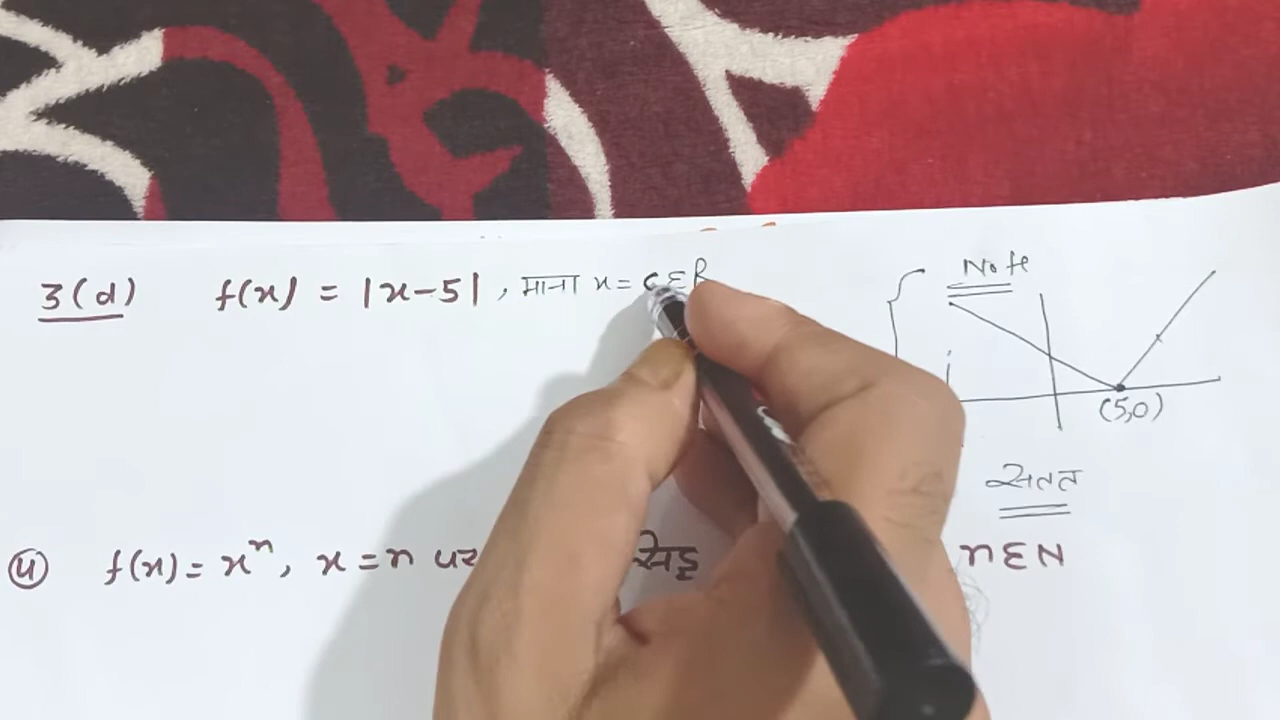 3(d) f(x) = |x-5|, माना x = c∈R
Note
(5,0)
सतत
④ f(x) = xⁿ, x = n पर सिद्ध n∈N